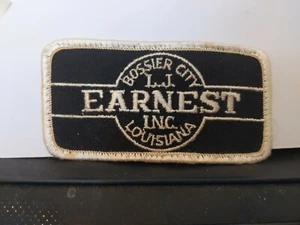 BOSSIER CITY
L.J.
EARNEST
INC.
LOUISIANA